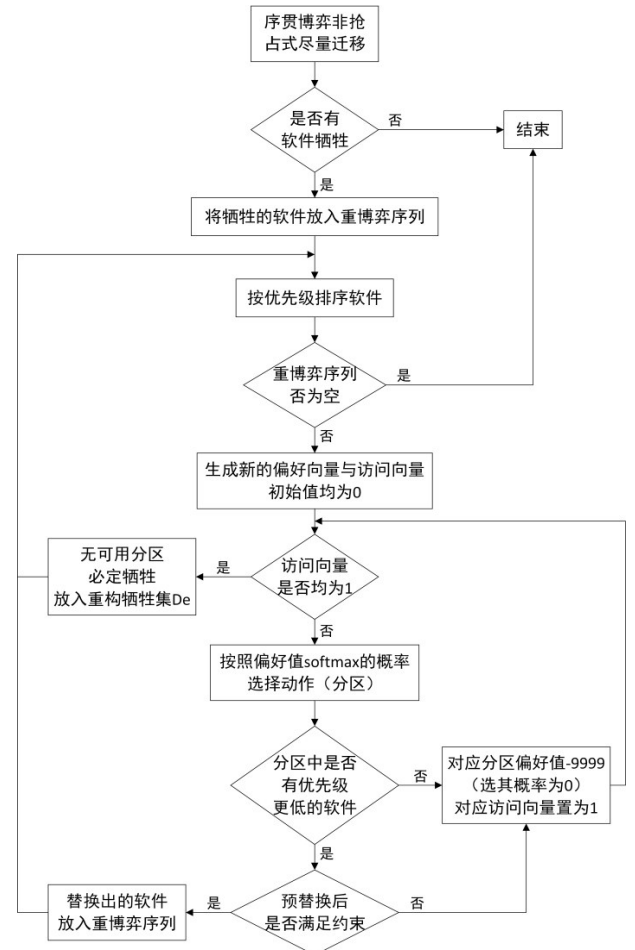 序贯博弈非抢
占式尽量迁移
是否有
软件牺牲
否
结束
是
将牺牲的软件放入重博弈序列
按优先级排序软件
重博弈序列
否为空
是
否
生成新的偏好向量与访问向量
初始值均为0
无可用分区
必定牺牲
放入重构牺牲集De
是
访问向量
是否均为1
否
按照偏好值softmax的概率
选择动作（分区）
分区中是否
有优先级
更低的软件
否
对应分区偏好值-9999
（选其概率为0）
对应访问向量置为1
是
替换出的软件
放入重博弈序列
是
预替换后
是否满足约束
否